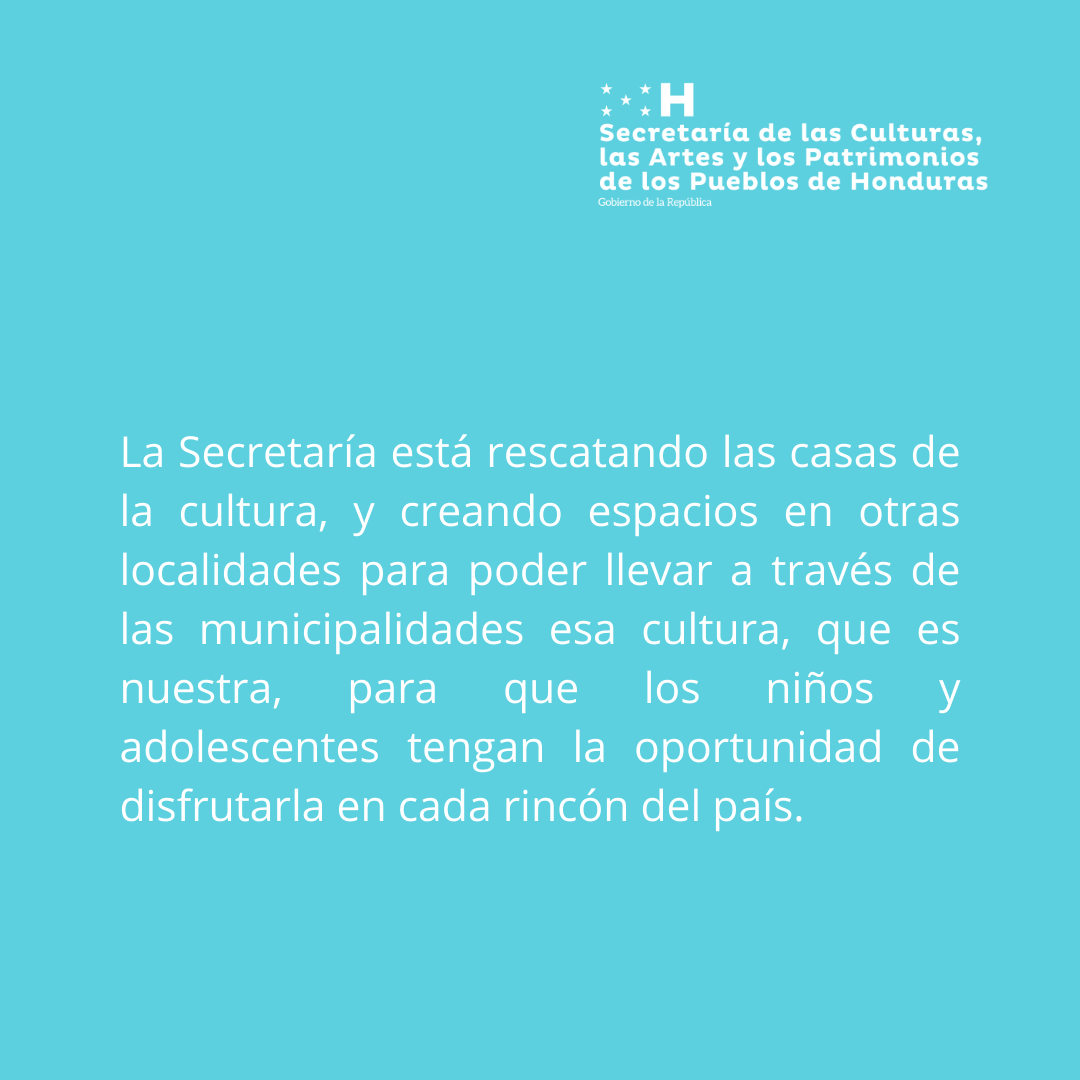 H
Secretaría de las Culturas,
las Artes y los Patrimonios
de los Pueblos de Honduras
Gobierno de la República
La Secretaría está rescatando las casas de
la cultura, y creando espacios en otras
localidades para poder llevar a través de
las municipalidades esa cultura, que es
nuestra, para que los niños y
adolescentes tengan la oportunidad de
disfrutarla en cada rincón del país.